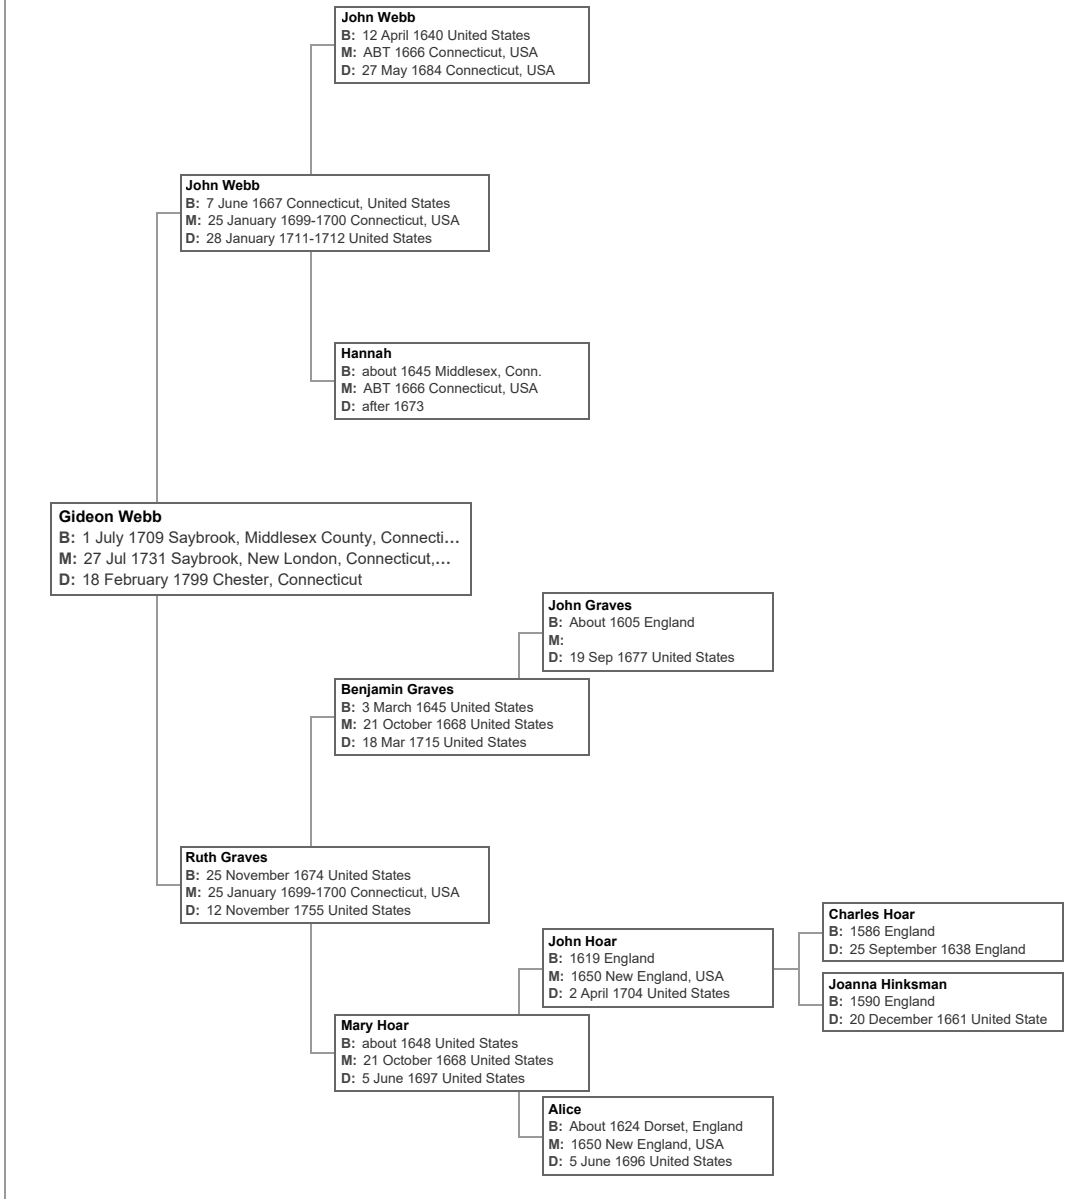 John Webb
B: 12 April 1640 United States
M: ABT 1666 Connecticut, USA
D: 27 May 1684 Connecticut, USA
John Webb
B: 7 June 1667 Connecticut, United States
M: 25 January 1699-1700 Connecticut, USA
D: 28 January 1711-1712 United States
Hannah
B: about 1645 Middlesex, Conn.
M: ABT 1666 Connecticut, USA
D: after 1673
Gideon Webb
B: 1 July 1709 Saybrook, Middlesex County, Connecti...
M: 27 Jul 1731 Saybrook, New London, Connecticut,...
D: 18 February 1799 Chester, Connecticut
John Graves
B: About 1605 England
M:
D: 19 Sep 1677 United States
Benjamin Graves
B: 3 March 1645 United States
M: 21 October 1668 United States
D: 18 Mar 1715 United States
Ruth Graves
B: 25 November 1674 United States
M: 25 January 1699-1700 Connecticut, USA
D: 12 November 1755 United States
Charles Hoar
B: 1586 England
D: 25 September 1638 England
John Hoar
B: 1619 England
M: 1650 New England, USA
D: 2 April 1704 United States
Joanna Hinksman
B: 1590 England
D: 20 December 1661 United State
Mary Hoar
B: about 1648 United States
M: 21 October 1668 United States
D: 5 June 1697 United States
Alice
B: About 1624 Dorset, England
M: 1650 New England, USA
D: 5 June 1696 United States